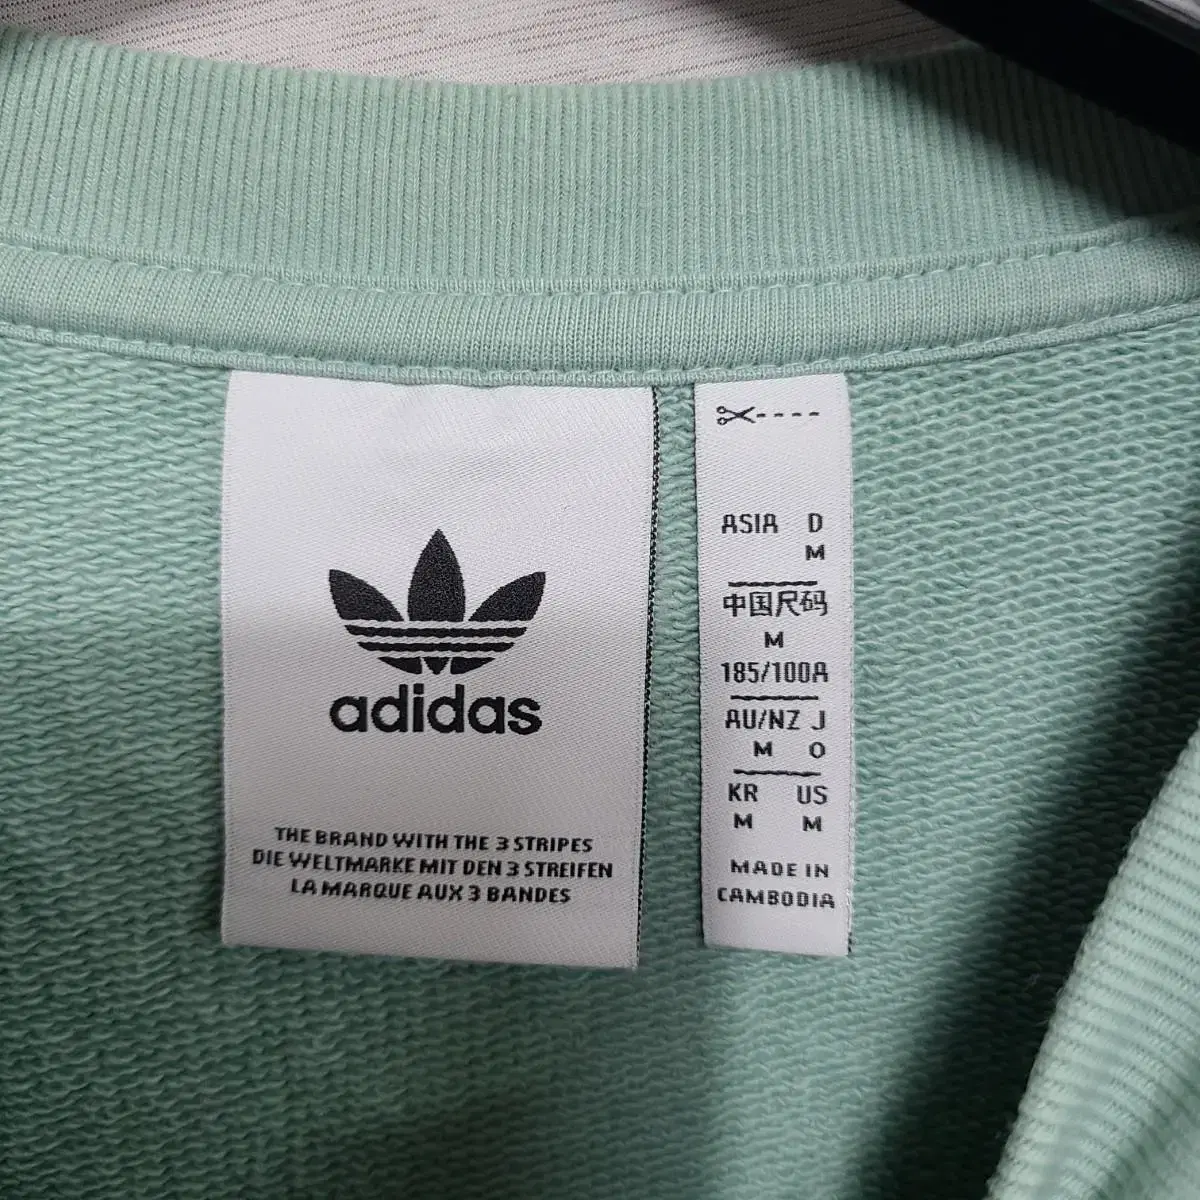 adidas
THE BRAND WITH THE 3 STRIPES
DIE WELTMARKE MIT DEN 3 STREIFEN
LA MARQUE AUX 3 BANDES
ASIA D
M
中国尺码
M
185/100A
AU/NZ J
M O
KR US
M M
MADE IN
CAMBODIA